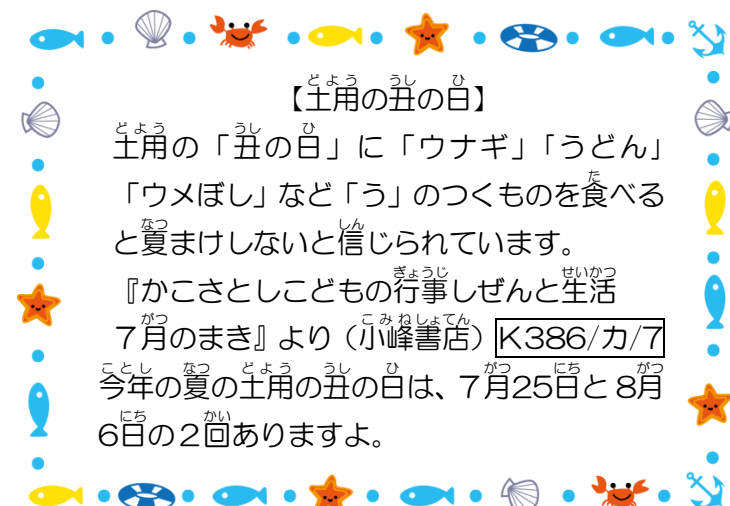 【土用の丑の日】
土用の「丑の日」に「ウナギ」「うどん」
「ウメぼし」など「う」のつくものを食べる
と夏まけしないと信じられています。
『かこさとしこどもの行事しぜんと生活
7月のまき』より（小峰書店）K386/カ/7
今年の夏の土用の丑の日は、7月25日と8月
6日の2回ありますよ。